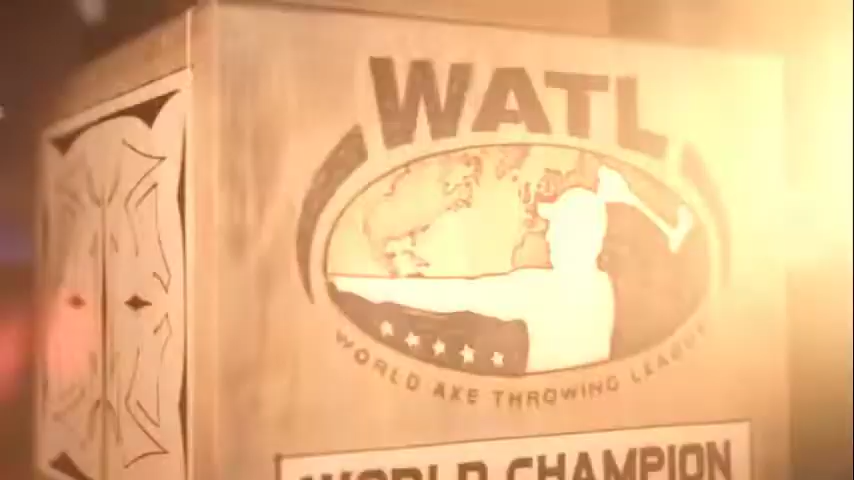 WATL
WORLD AXE THROWING LEAGUE
WORLD CHAMPION